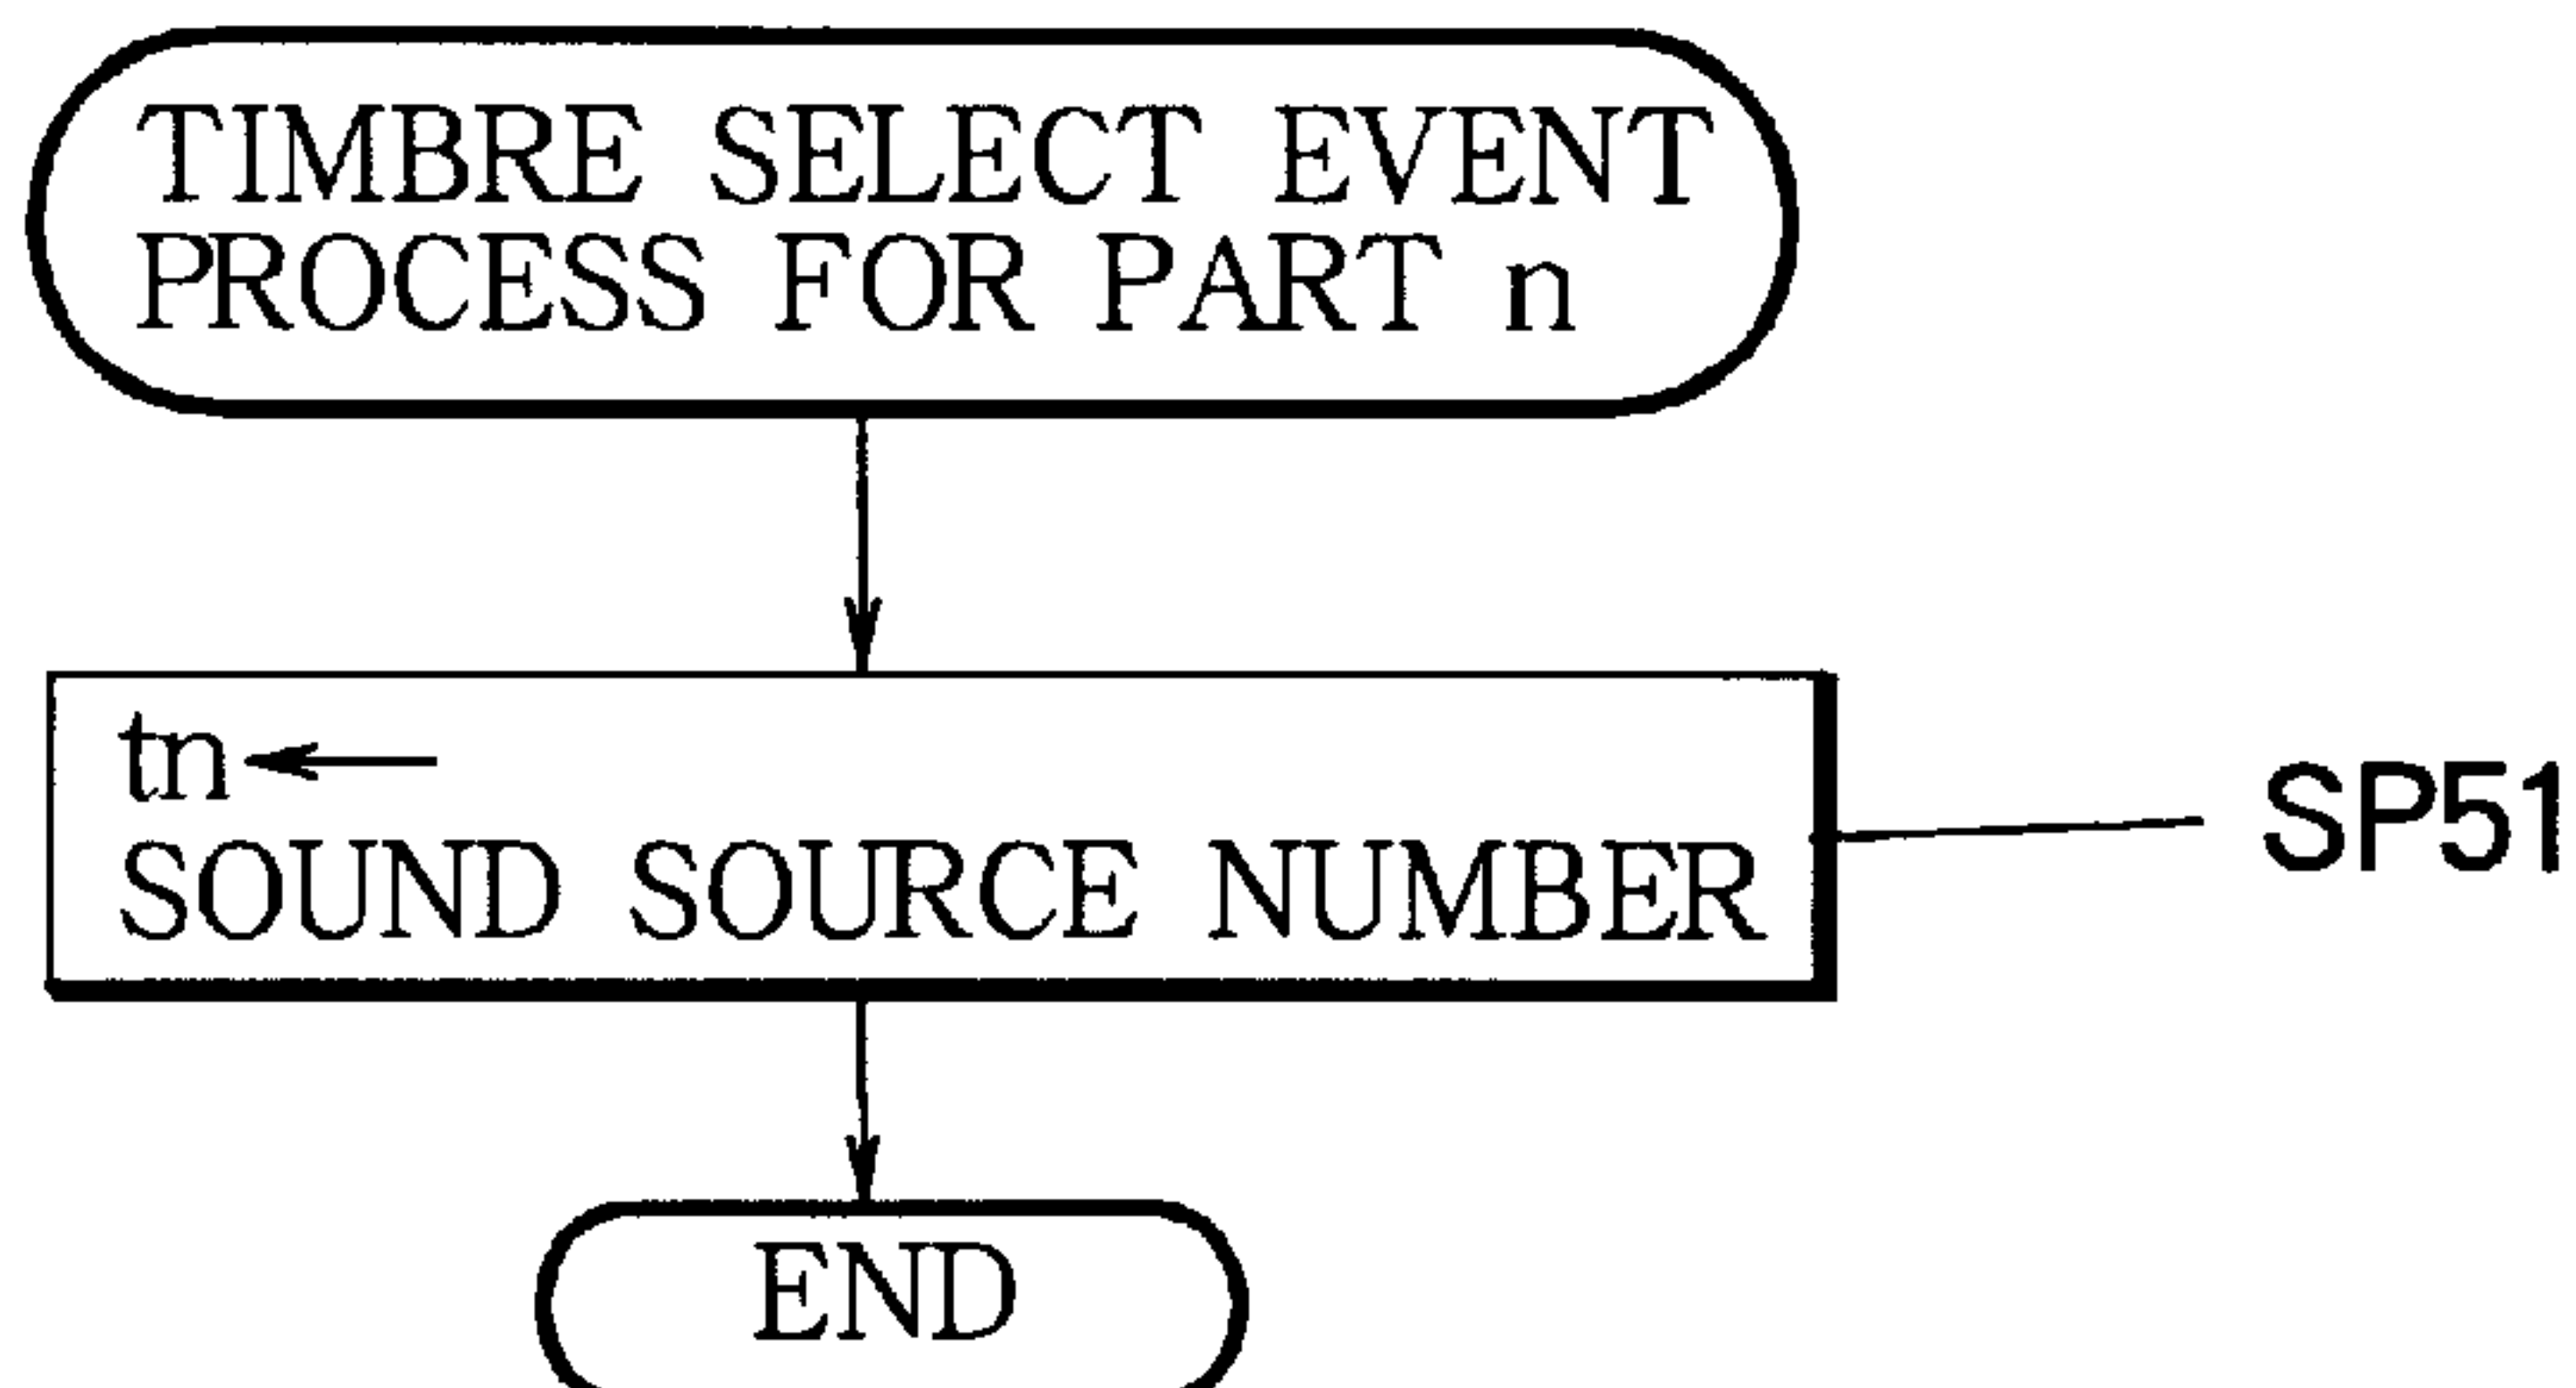 TIMBRE SELECT EVENT
PROCESS FOR PART n
tn←
SOUND SOURCE NUMBER
SP51
END